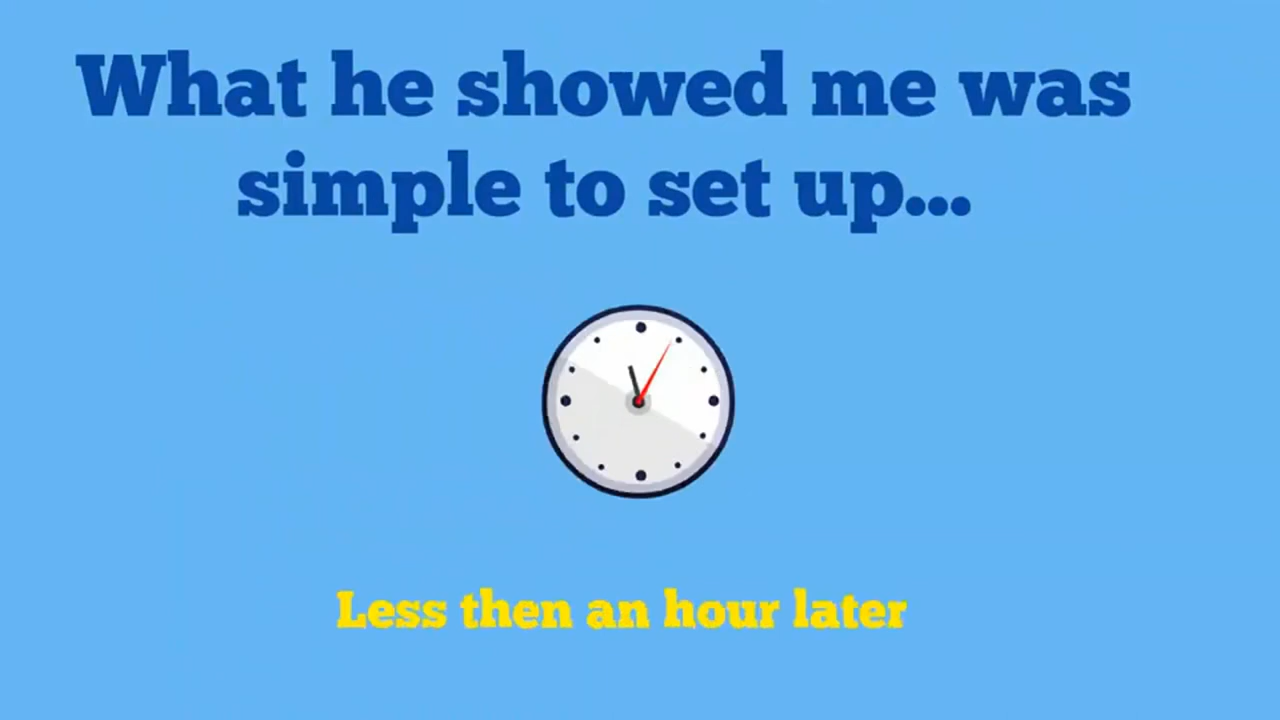 What he showed me was
simple to set up...
Less then an hour later